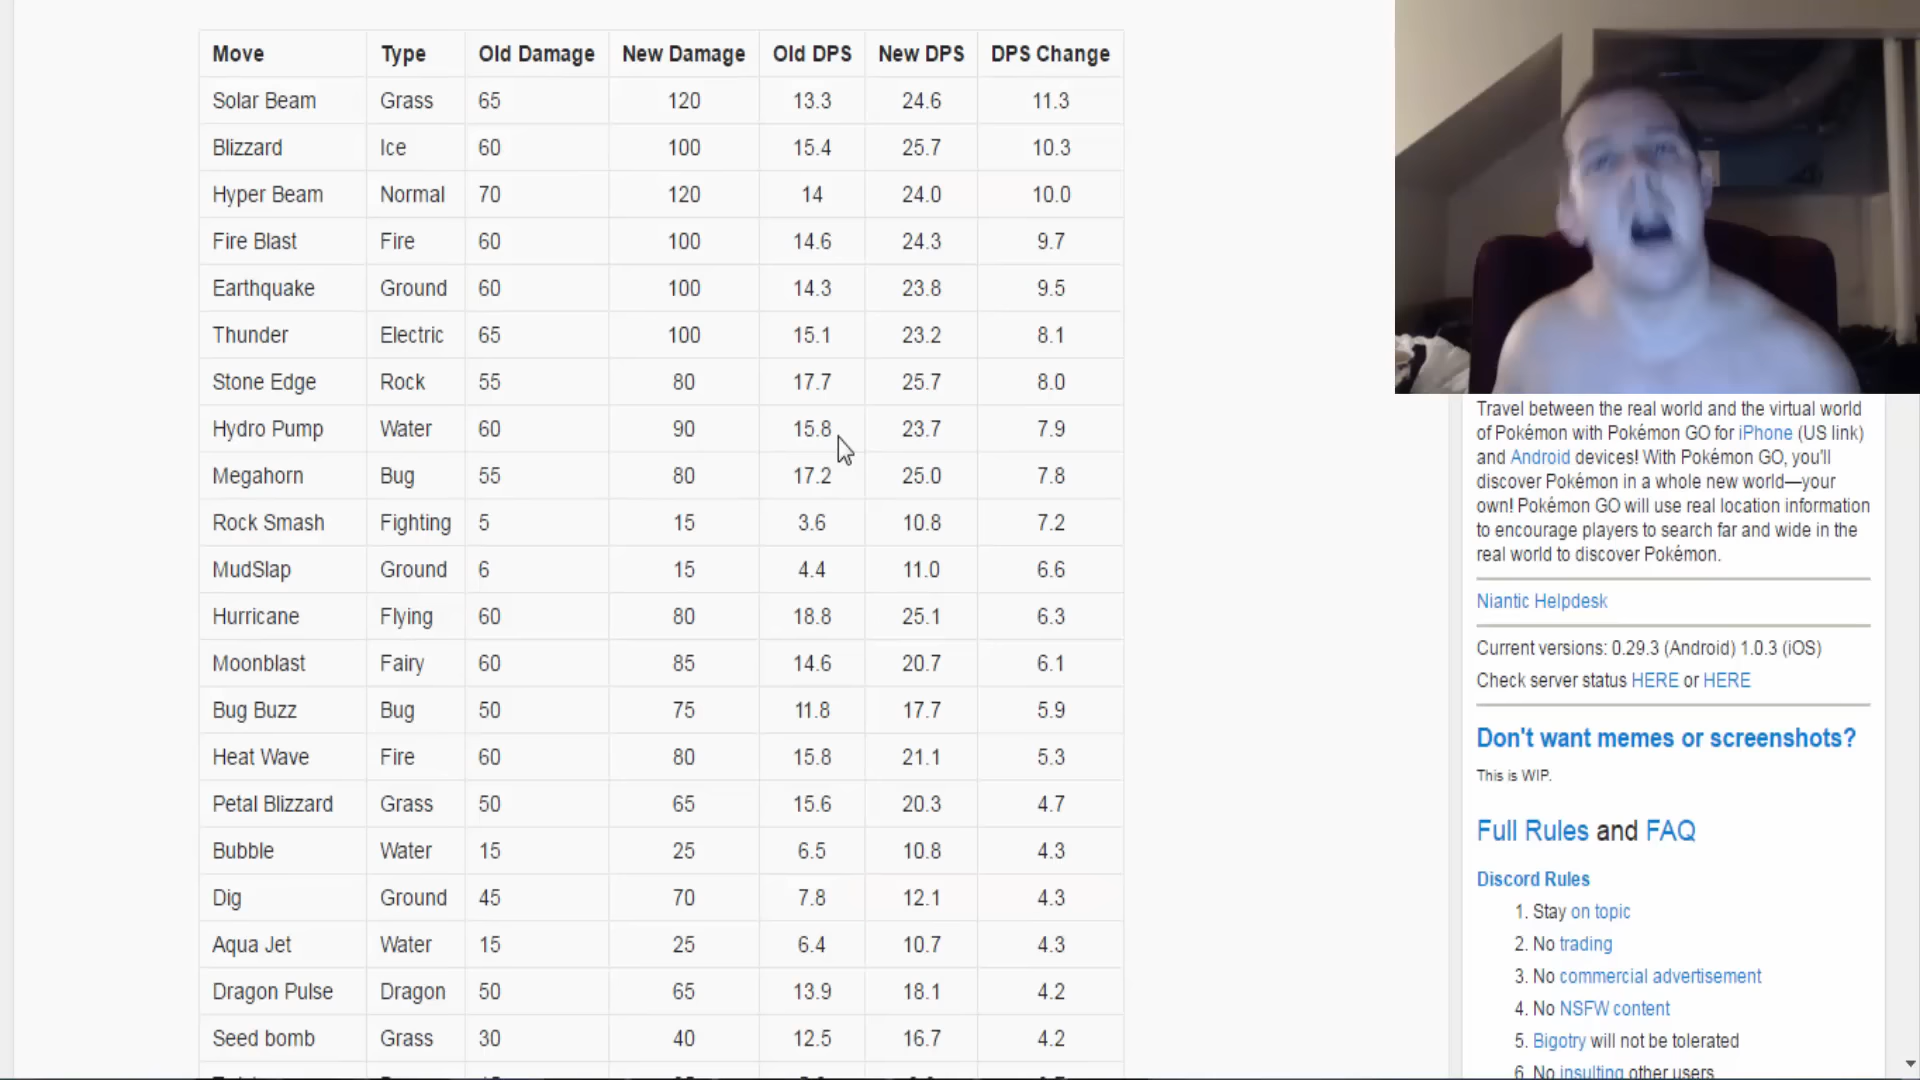 Move Type Old Damage New Damage Old DPS New DPS DPS Change
Solar Beam Grass 65 120 13.3 24.6 11.3
Blizzard Ice 60 100 15.4 25.7 10.3
Hyper Beam Normal 70 120 14 24.0 10.0
Fire Blast Fire 60 100 14.6 24.3 9.7
Earthquake Ground 60 100 14.3 23.8 9.5
Thunder Electric 65 100 15.1 23.2 8.1
Stone Edge Rock 55 80 17.7 25.7 8.0
Hydro Pump Water 60 90 15.8 23.7 7.9
Megahorn Bug 55 80 17.2 25.0 7.8
Rock Smash Fighting 5 15 3.6 10.8 7.2
MudSlap Ground 6 15 4.4 11.0 6.6
Hurricane Flying 60 80 18.8 25.1 6.3
Moonblast Fairy 60 85 14.6 20.7 6.1
Bug Buzz Bug 50 75 11.8 17.7 5.9
Heat Wave Fire 60 80 15.8 21.1 5.3
Petal Blizzard Grass 50 65 15.6 20.3 4.7
Bubble Water 15 25 6.5 10.8 4.3
Dig Ground 45 70 7.8 12.1 4.3
Aqua Jet Water 15 25 6.4 10.7 4.3
Dragon Pulse Dragon 50 65 13.9 18.1 4.2
Seed bomb Grass 30 40 12.5 16.7 4.2
Travel between the real world and the virtual world
of Pokémon with Pokémon GO for iPhone (US link)
and Android devices! With Pokémon GO, you'll
discover Pokémon in a whole new world—your
own! Pokémon GO will use real location information
to encourage players to search far and wide in the
real world to discover Pokémon.
Niantic Helpdesk
Current versions: 0.29.3 (Android) 1.0.3 (iOS)
Check server status HERE or HERE
Don't want memes or screenshots?
This is WIP.
Full Rules and FAQ
Discord Rules
1. Stay on topic
2. No trading
3. No commercial advertisement
4. No NSFW content
5. Bigotry will not be tolerated
6. No insulting other users